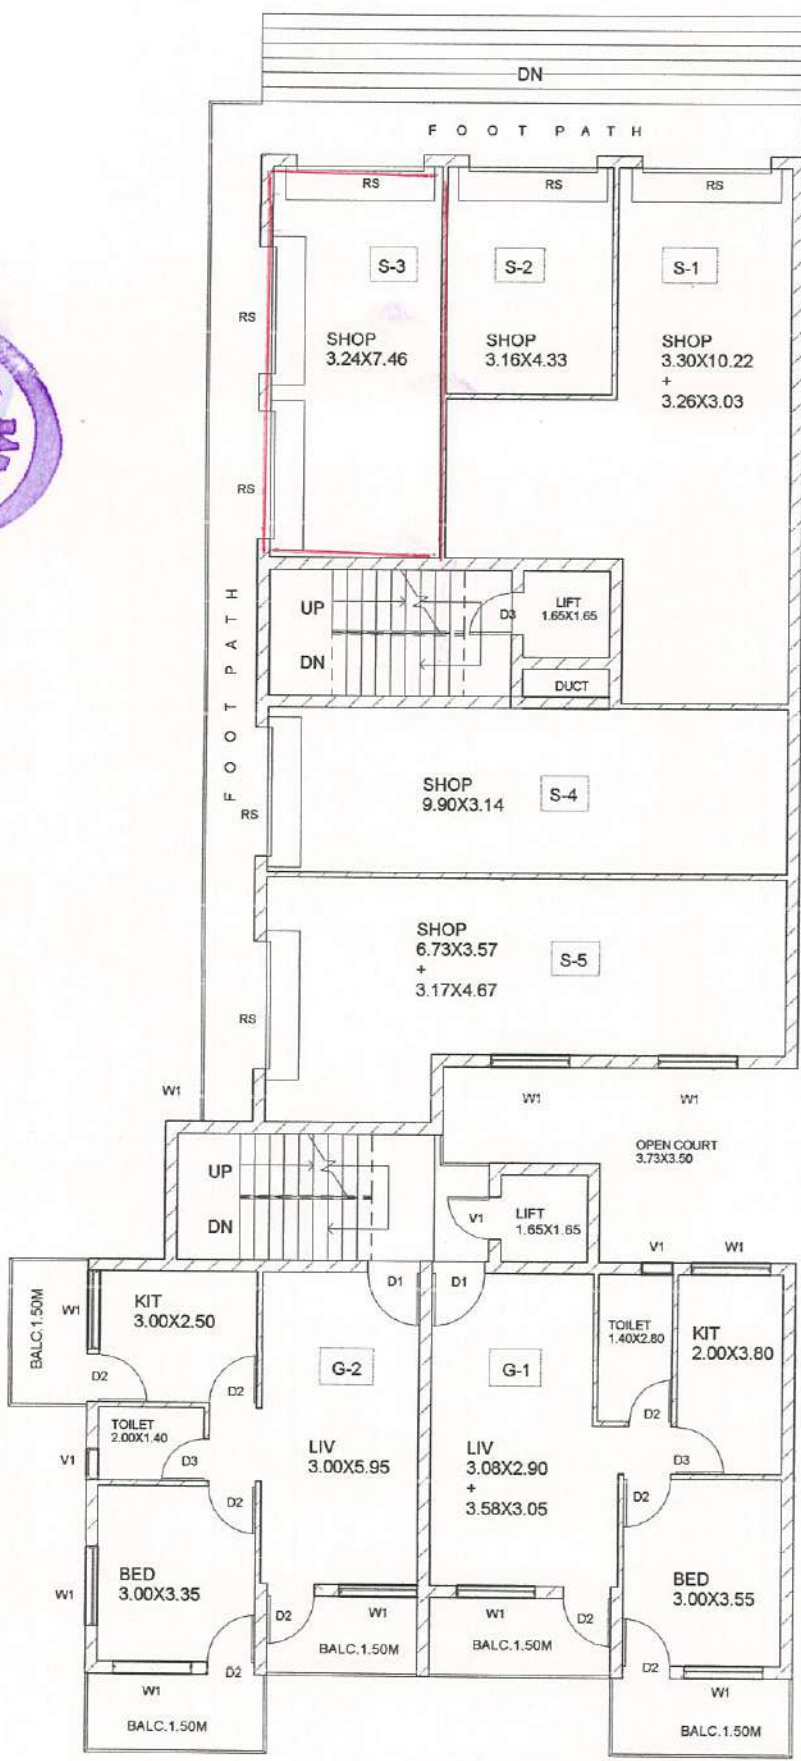 DN
FOOT PATH
RS
RS
RS
S-3
S-2
S-1
RS
SHOP
3.24X7.46
SHOP
3.16X4.33
SHOP
3.30X10.22
+
3.26X3.03
RS
FOOT PATH
UP
DN
D3
LIFT
1.65X1.65
DUCT
SHOP
9.90X3.14
S-4
RS
SHOP
6.73X3.57
+
3.17X4.67
S-5
RS
W1
W1
W1
OPEN COURT
3.73X3.50
UP
DN
V1
LIFT
1.65X1.65
V1
W1
BALC.1.50M
W1
KIT
3.00X2.50
D1
D1
TOILET
1.40X2.80
KIT
2.00X3.80
D2
D2
G-2
G-1
TOILET
2.00X1.40
D2
V1
D3
LIV
3.00X5.95
LIV
3.08X2.90
+
3.58X3.05
D3
D2
D2
BED
3.00X3.35
W1
BED
3.00X3.55
D2
W1
W1
D2
BALC.1.50M
BALC.1.50M
D2
D2
W1
W1
BALC.1.50M
BALC.1.50M